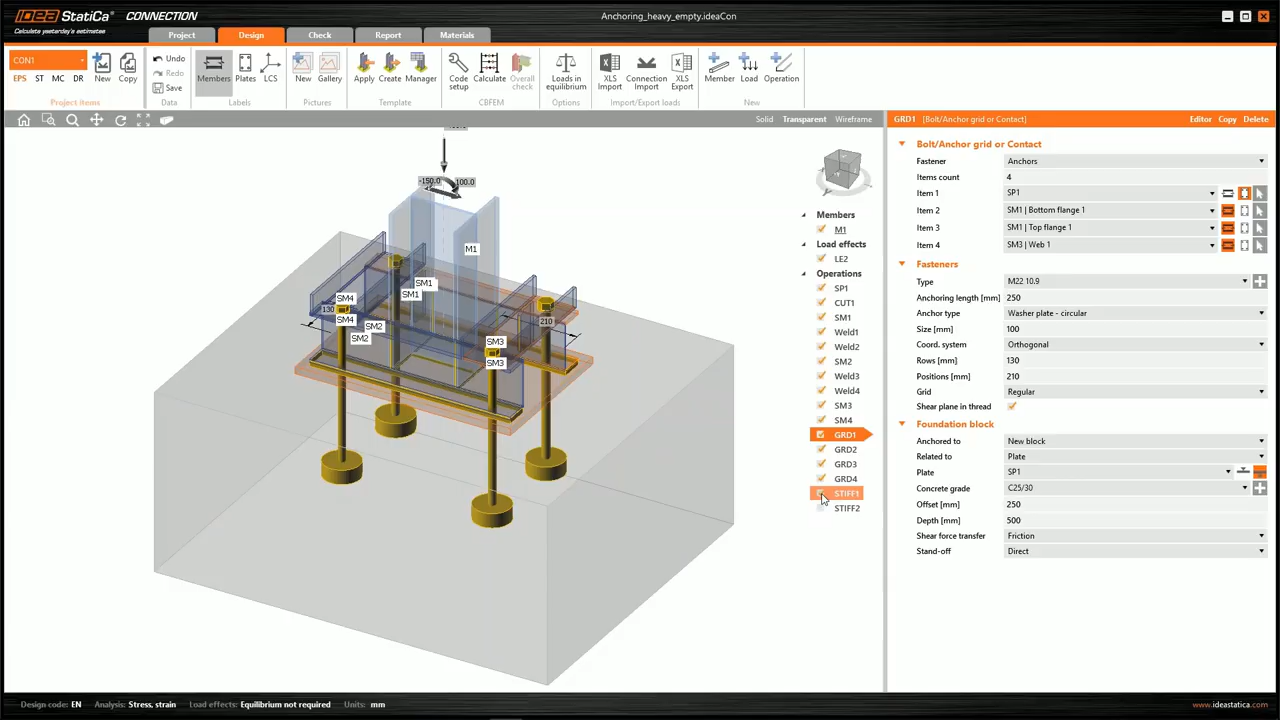 IDEA StatiCa® CONNECTION
Calculate yesterday's estimates
Anchoring_heavy_empty.ideaCon
Project Design Check Report Materials
CON1
EPS ST MC DR
New Copy
Undo
Redo
Save
Members Plates LCS
New Gallery
Apply Create Manager
Code setup Calculate Overall check
Loads in equilibrium
XLS Import Connection Import XLS Export
Member Load Operation
Project items Data Labels Pictures Template CBFEM Options Import/Export loads New
Solid Transparent Wireframe
GRD1 [Bolt/Anchor grid or Contact] Editor Copy Delete
-150.0 100.0
M1
SM1
SM1
SM4
130
SM4
SM2
SM2
210
SM3
SM3
Members
M1
Load effects
LE2
Operations
SP1
CUT1
SM1
Weld1
Weld2
SM2
Weld3
Weld4
SM3
SM4
GRD1
GRD2
GRD3
GRD4
STIFF1
STIFF2
Bolt/Anchor grid or Contact
Fastener Anchors
Items count 4
Item 1 SP1
Item 2 SM1 | Bottom flange 1
Item 3 SM1 | Top flange 1
Item 4 SM3 | Web 1
Fasteners
Type M22 10.9
Anchoring length [mm] 250
Anchor type Washer plate - circular
Size [mm] 100
Coord. system Orthogonal
Rows [mm] 130
Positions [mm] 210
Grid Regular
Shear plane in thread
Foundation block
Anchored to New block
Related to Plate
Plate SP1
Concrete grade C25/30
Offset [mm] 250
Depth [mm] 500
Shear force transfer Friction
Stand-off Direct
Design code: EN Analysis: Stress, strain Load effects: Equilibrium not required Units: mm
www.ideastatica.com